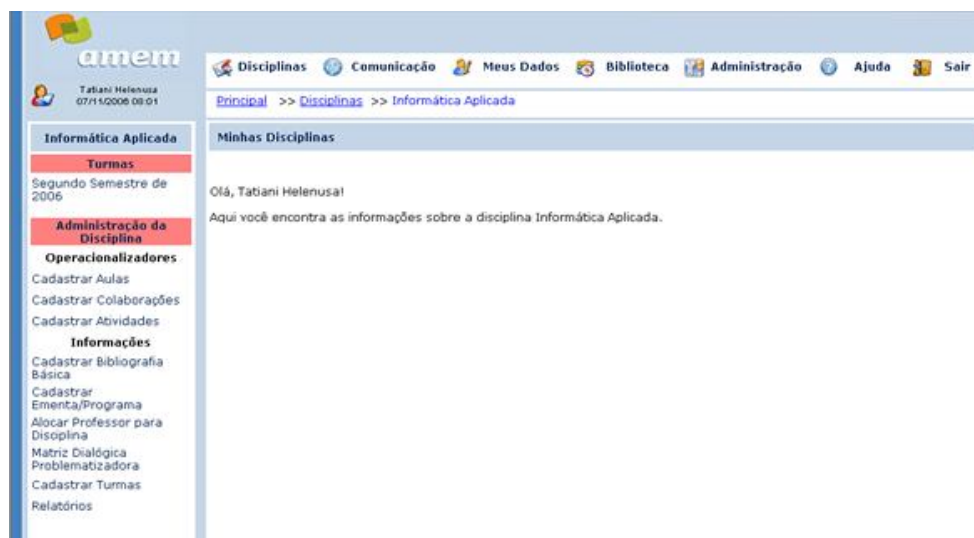 amem
Disciplinas Comunicação Meus Dados Biblioteca Administração Ajuda Sair
Tatiani Helenusa
07/11/2006 08:01
Principal >> Disciplinas >> Informática Aplicada
Informática Aplicada
Minhas Disciplinas
Turmas
Segundo Semestre de
2006
Olá, Tatiani Helenusa!
Aqui você encontra as informações sobre a disciplina Informática Aplicada.
Administração da
Disciplina
Operacionalizadores
Cadastrar Aulas
Cadastrar Colaborações
Cadastrar Atividades
Informações
Cadastrar Bibliografia
Básica
Cadastrar
Ementa/Programa
Alocar Professor para
Disciplina
Matriz Dialógica
Problematizadora
Cadastrar Turmas
Relatórios